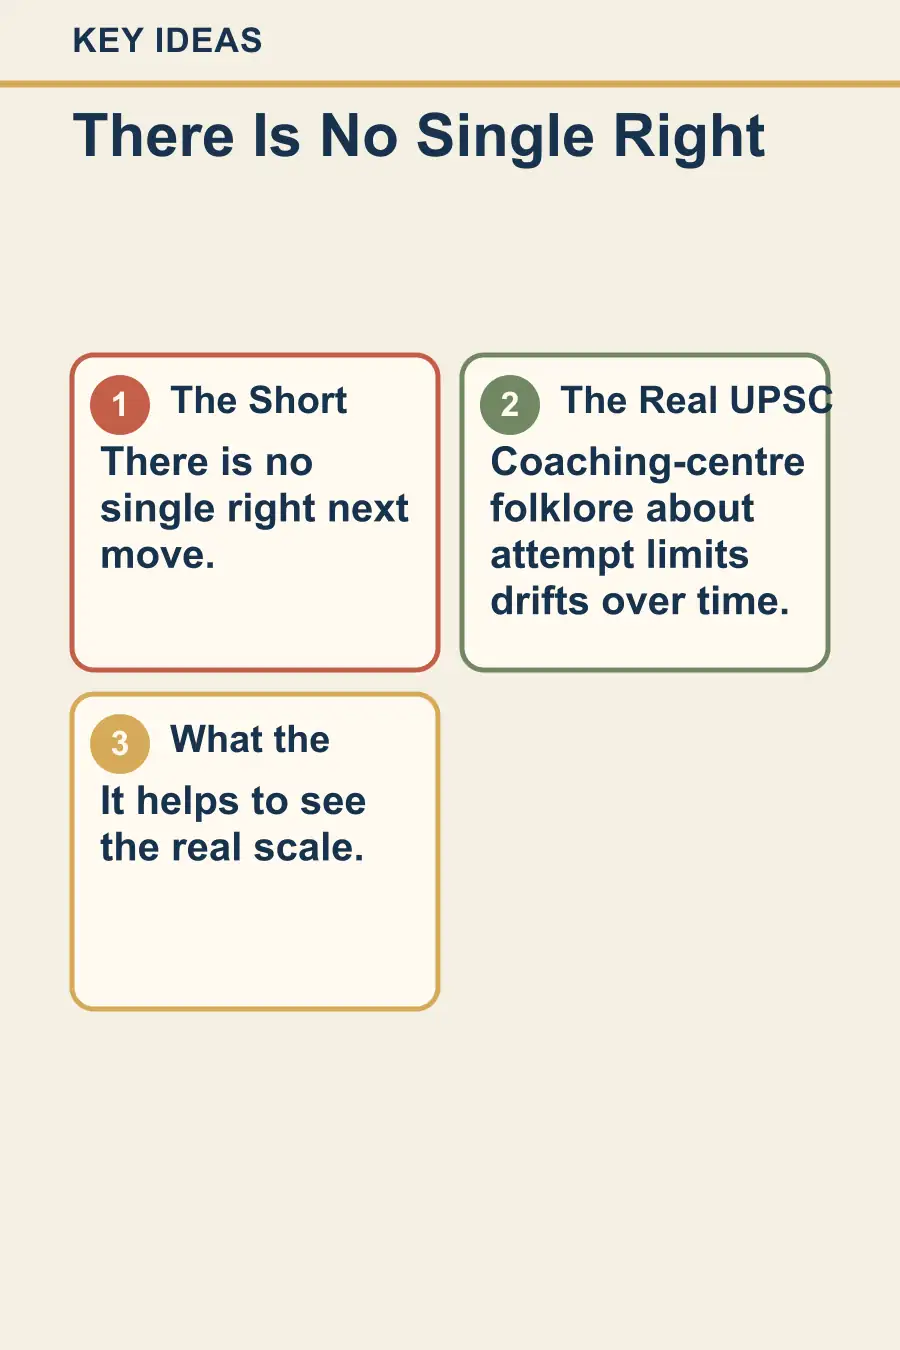 KEY IDEAS
There Is No Single Right
1 The Short
There is no
single right next
move.
2 The Real UPSC
Coaching-centre
folklore about
attempt limits
drifts over time.
3 What the
It helps to see
the real scale.